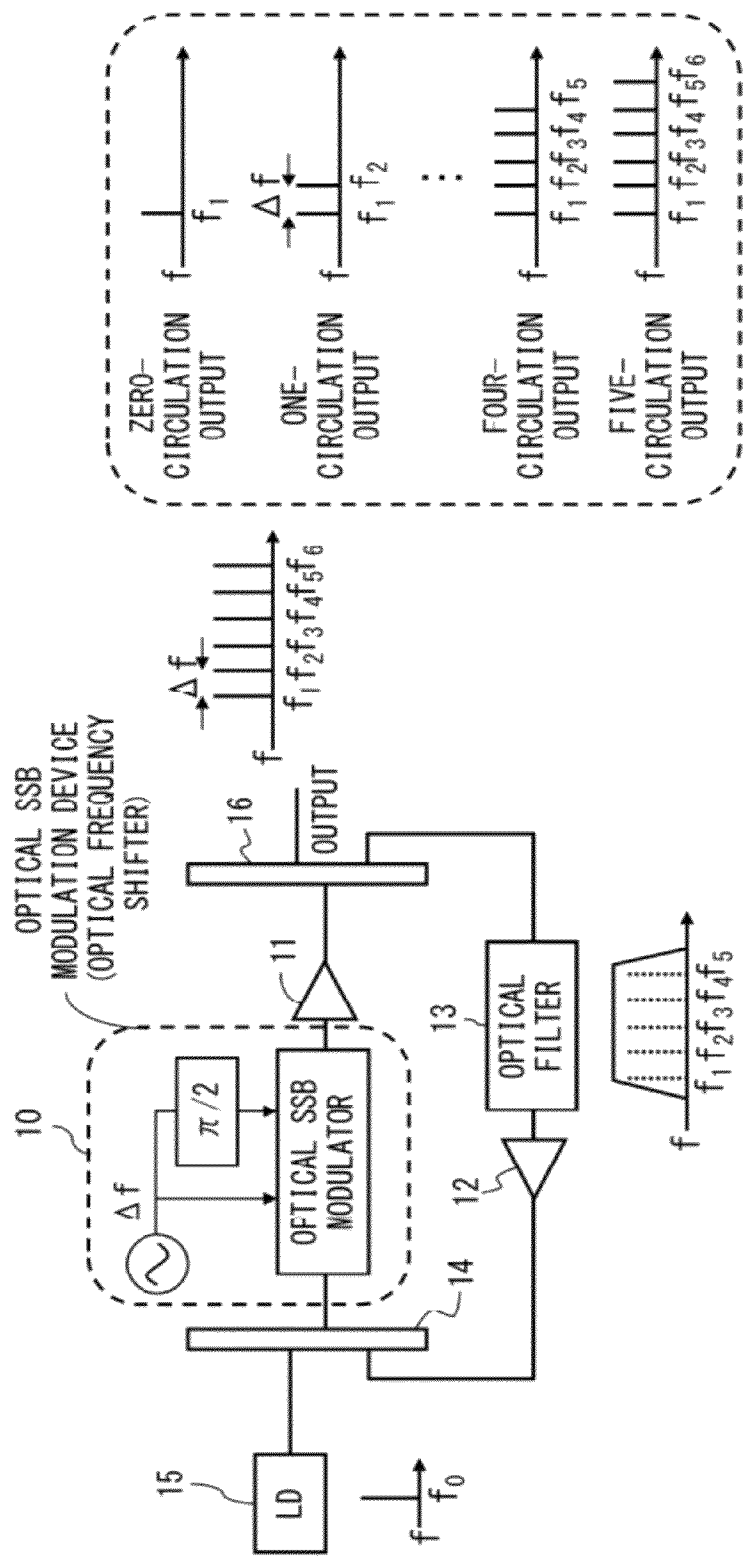 OPTICAL SSB
MODULATION DEVICE
(OPTICAL FREQUENCY
SHIFTER)
10
Δf
π/2
OPTICAL SSB
MODULATOR
11
16
OUTPUT
15
LD
f f0
14
12
13
OPTICAL
FILTER
f f1 f2 f3 f4 f5
Δf
f f1 f2 f3 f4 f5 f6
ZERO-
CIRCULATION
OUTPUT
f f1
ONE-
CIRCULATION
OUTPUT
Δf
f f1 f2
FOUR-
CIRCULATION
OUTPUT
f f1 f2 f3 f4 f5
FIVE-
CIRCULATION
OUTPUT
f f1 f2 f3 f4 f5 f6